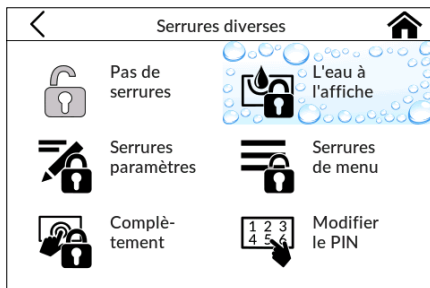 Serrures diverses
Pas de
serrures
L'eau à
l'affiche
Serrures
paramètres
Serrures
de menu
Complè-
tement
1 2 3
4 5 6
Modifier
le PIN